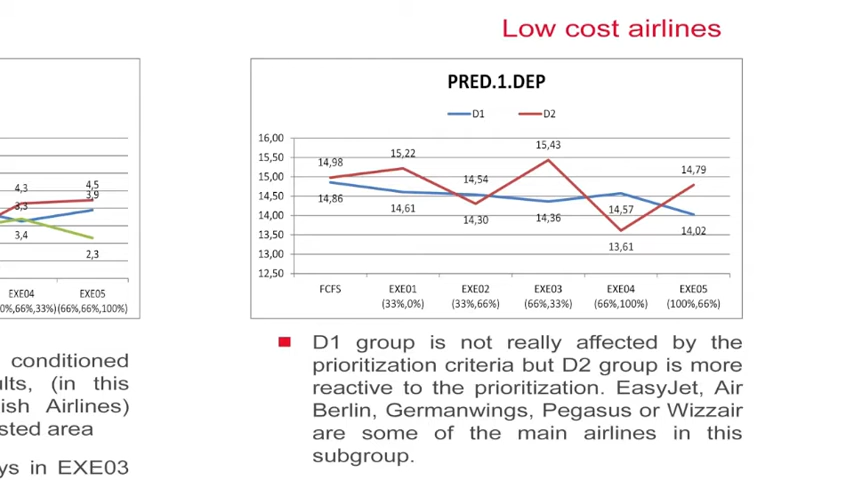 Low cost airlines
PRED.1.DEP
D1 D2
16,00
15,50
15,00
14,50
14,00
13,50
13,00
12,50
14,98
15,22
14,54
15,43
14,57
14,79
14,86
14,61
14,30
14,36
13,61
14,02
FCFS EXE01 EXE02 EXE03 EXE04 EXE05
(33%,0%) (33%,66%) (66%,33%) (66%,100%) (100%,66%)
D1 group is not really affected by the
prioritization criteria but D2 group is more
reactive to the prioritization. EasyJet, Air
Berlin, Germanwings, Pegasus or Wizzair
are some of the main airlines in this
subgroup.
4,3
4,5
3,3
3,9
3,4
2,3
EXE04 EXE05
0%,66%,33%) (66%,66%,100%)
conditioned
ults, (in this
ish Airlines)
sted area
ys in EXE03